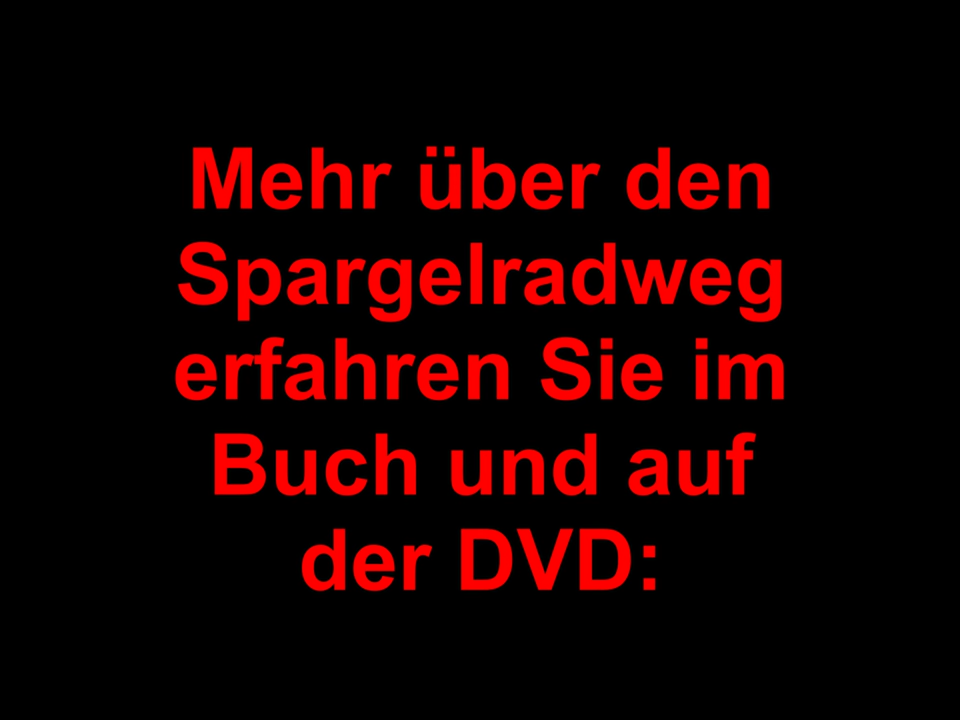 Mehr über den
Spargelradweg
erfahren Sie im
Buch und auf
der DVD: